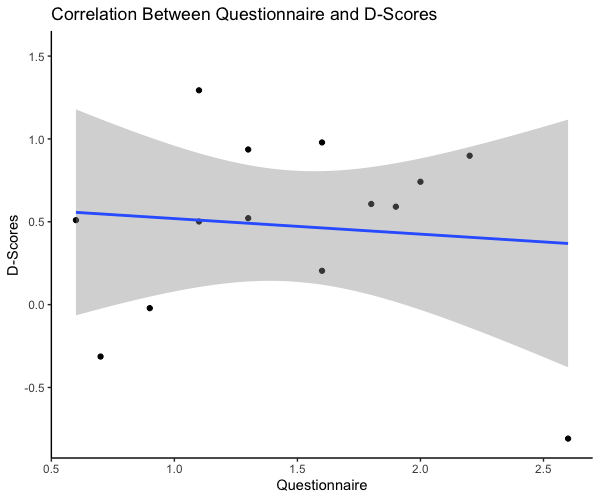 Correlation Between Questionnaire and D-Scores
1.5
1.0
0.5
0.0
-0.5
D-Scores
0.5 1.0 1.5 2.0 2.5
Questionnaire